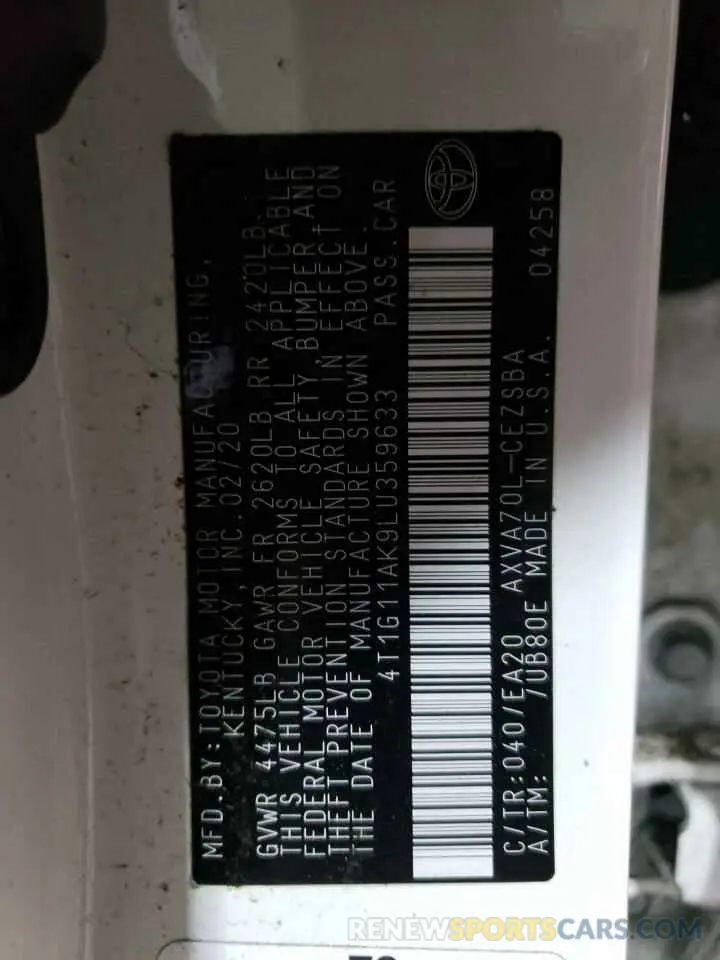 MFD.BY:TOYOTA MOTOR MANUFACTURING,
KENTUCKY,INC.02/20
GVWR 4475LB GAWR FR 2620LB RR 2420LB
THIS VEHICLE CONFORMS TO ALL APPLICABLE
FEDERAL MOTOR VEHICLE SAFETY, BUMPER AND
THEFT PREVENTION STANDARDS IN EFFECT ON
THE DATE OF MANUFACTURE SHOWN ABOVE.
4T1G11AK9LU359633 PASS.CAR
C/TR:040/EA20 AXVA70L-CEZSBA
A/TM: /UB80E MADE IN U.S.A. 04258
RENEWSPORTSCARS.COM